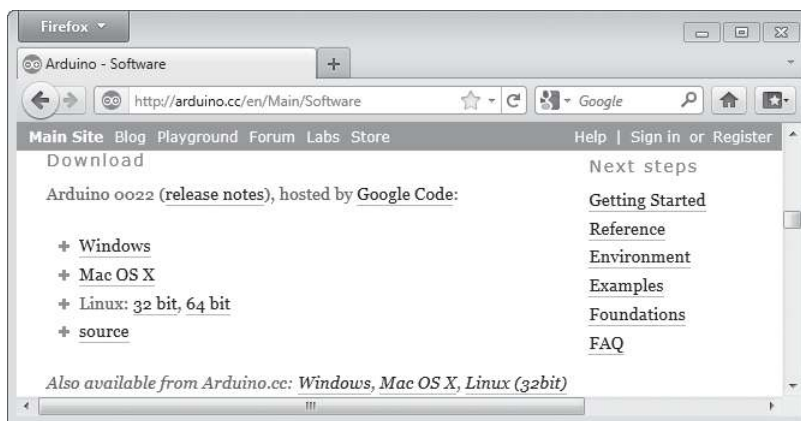 Firefox
Arduino - Software
http://arduino.cc/en/Main/Software
Google
Main Site Blog Playground Forum Labs Store
Help | Sign in or Register
Download
Arduino 0022 (release notes), hosted by Google Code:
Windows
Mac OS X
Linux: 32 bit, 64 bit
source
Also available from Arduino.cc: Windows, Mac OS X, Linux (32bit)
Next steps
Getting Started
Reference
Environment
Examples
Foundations
FAQ